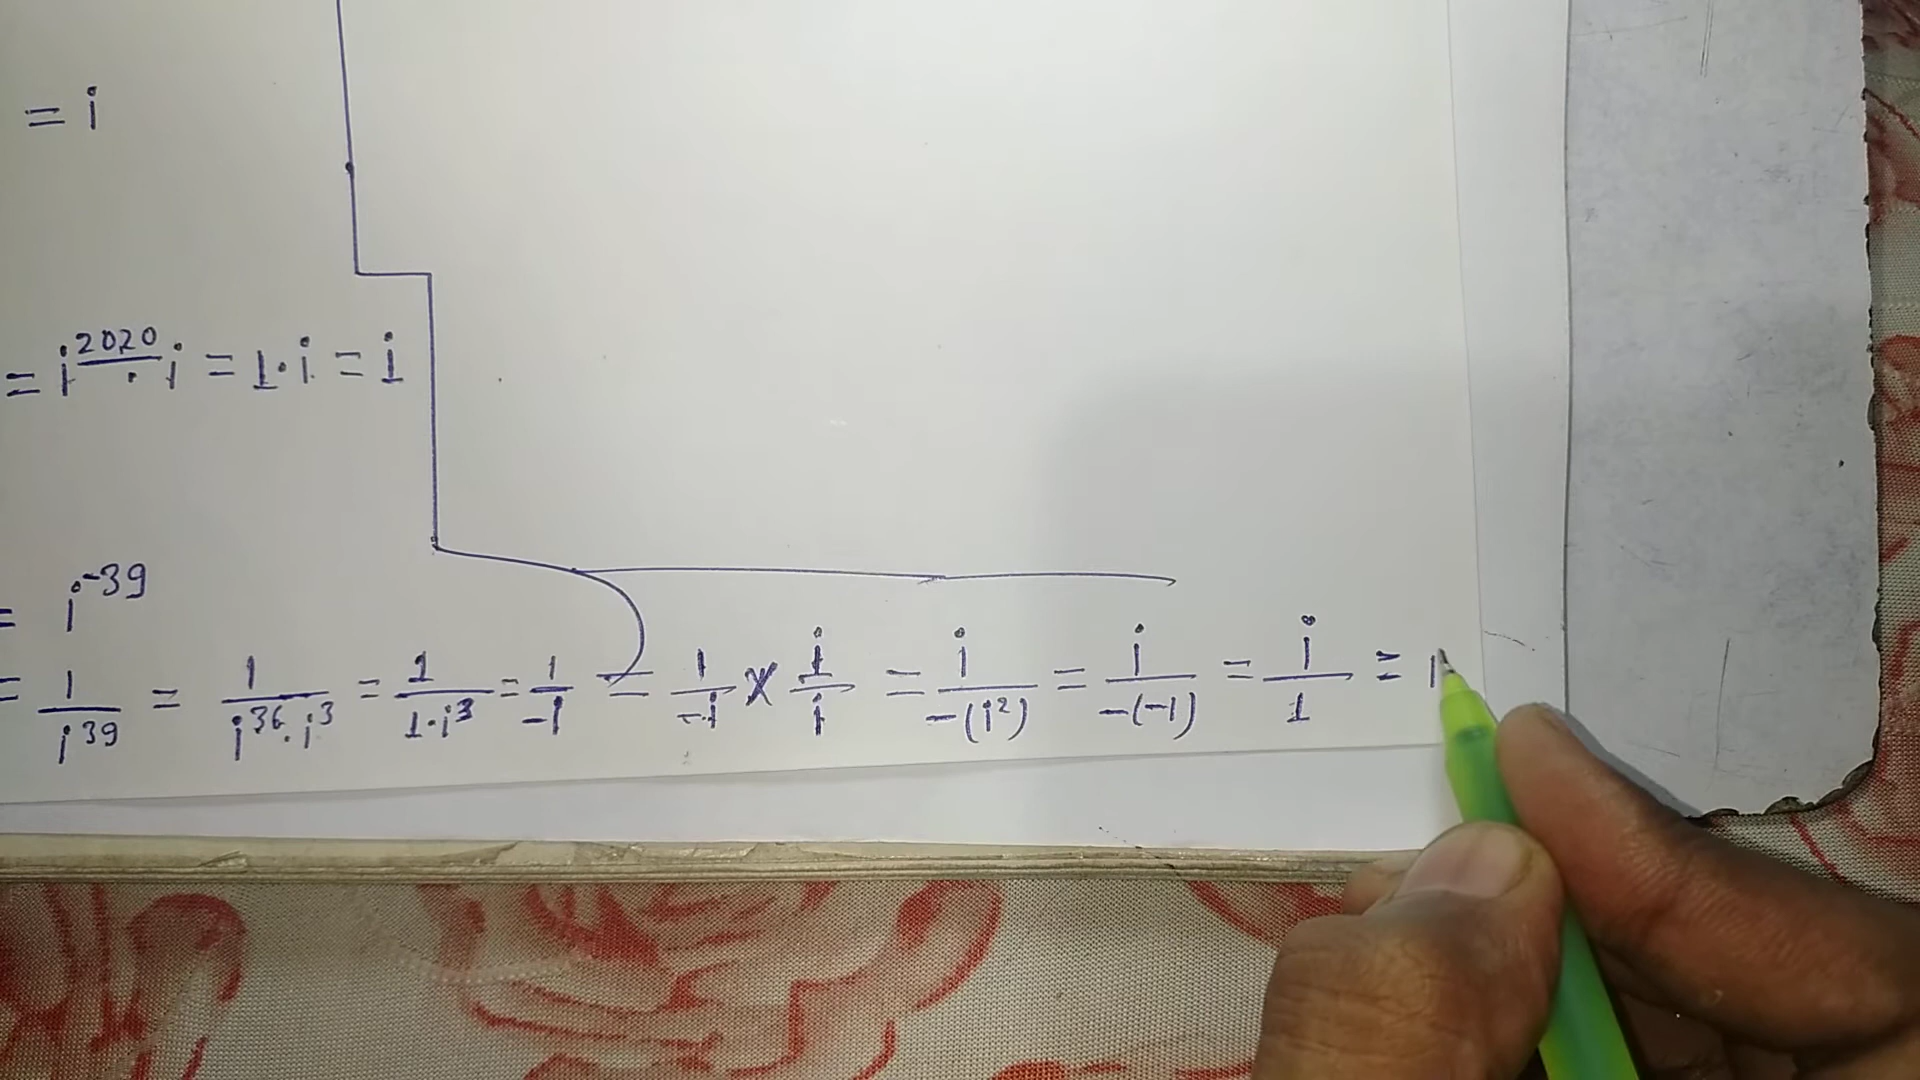 = i
= i^2020 · i = 1 · i = i
= i^-39
= 1/i^39 = 1/(i^36 · i^3) = 1/(1 · i^3) = 1/-i = 1/-i × i/i = i/-(i^2) = i/-(-1) = i/1 =